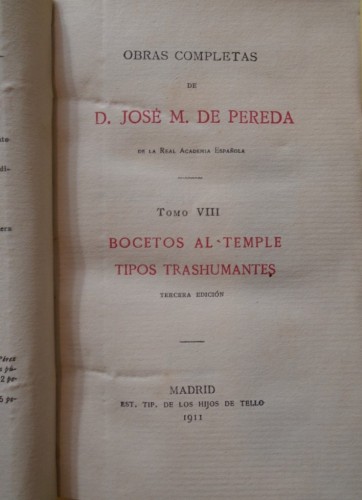 OBRAS COMPLETAS
DE
D. JOSÉ M. DE PEREDA
DE LA REAL ACADEMIA ESPAÑOLA
TOMO VIII
BOCETOS AL TEMPLE
TIPOS TRASHUMANTES
TERCERA EDICIÓN
MADRID
EST. TIP. DE LOS HIJOS DE TELLO
1911